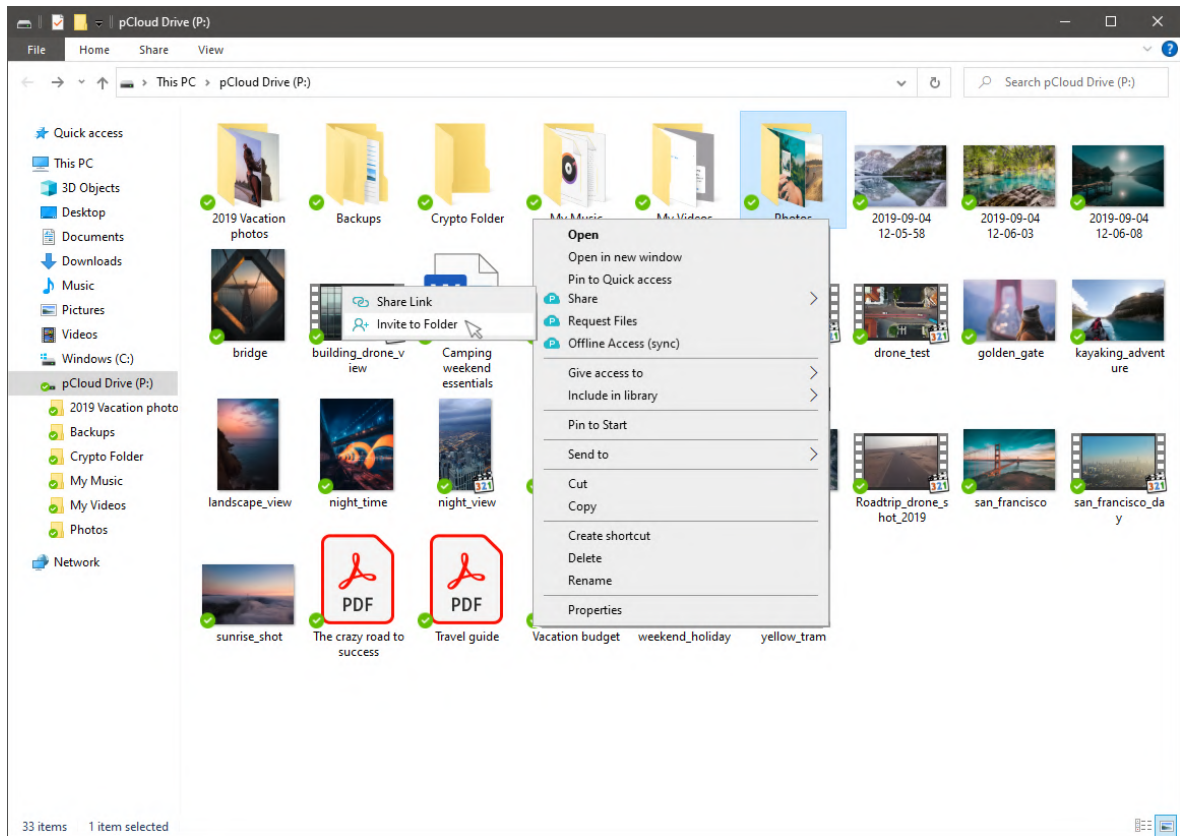 pCloud Drive (P:)
File Home Share View
This PC pCloud Drive (P:)
Search pCloud Drive (P:)
Quick access
This PC
3D Objects
Desktop
Documents
Downloads
Music
Pictures
Videos
Windows (C:)
pCloud Drive (P:)
2019 Vacation photo
Backups
Crypto Folder
My Music
My Videos
Photos
Network
2019 Vacation
photos
Backups
Crypto Folder
My Music
My Videos
Photos
2019-09-04
12-05-58
2019-09-04
12-06-03
2019-09-04
12-06-08
bridge
building_drone_v
iew
Camping
weekend
essentials
drone_test
golden_gate
kayaking_advent
ure
landscape_view
night_time
night_view
Roadtrip_drone_s
hot_2019
san_francisco
san_francisco_da
y
sunrise_shot
PDF
The crazy road to
success
PDF
Travel guide
Vacation budget
weekend_holiday
yellow_tram
Share Link
Invite to Folder
Open
Open in new window
Pin to Quick access
Share
Request Files
Offline Access (sync)
Give access to
Include in library
Pin to Start
Send to
Cut
Copy
Create shortcut
Delete
Rename
Properties
33 items 1 item selected